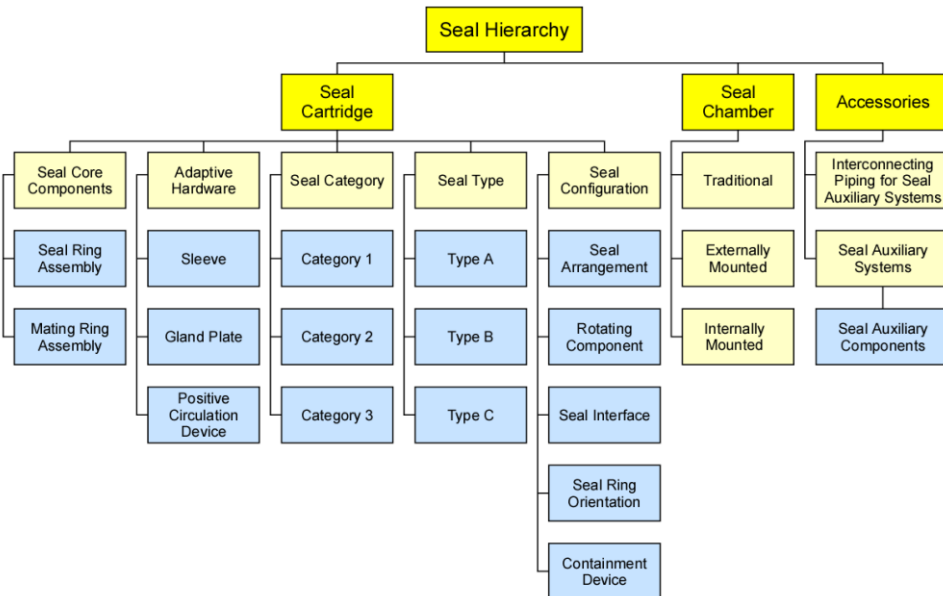 Seal Hierarchy
Seal
Cartridge
Seal
Chamber
Accessories
Seal Core
Components
Adaptive
Hardware
Seal Category
Seal Type
Seal
Configuration
Traditional
Interconnecting
Piping for Seal
Auxiliary Systems
Seal Ring
Assembly
Sleeve
Category 1
Type A
Seal
Arrangement
Externally
Mounted
Seal Auxiliary
Systems
Mating Ring
Assembly
Gland Plate
Category 2
Type B
Rotating
Component
Internally
Mounted
Seal Auxiliary
Components
Positive
Circulation
Device
Category 3
Type C
Seal Interface
Seal Ring
Orientation
Containment
Device